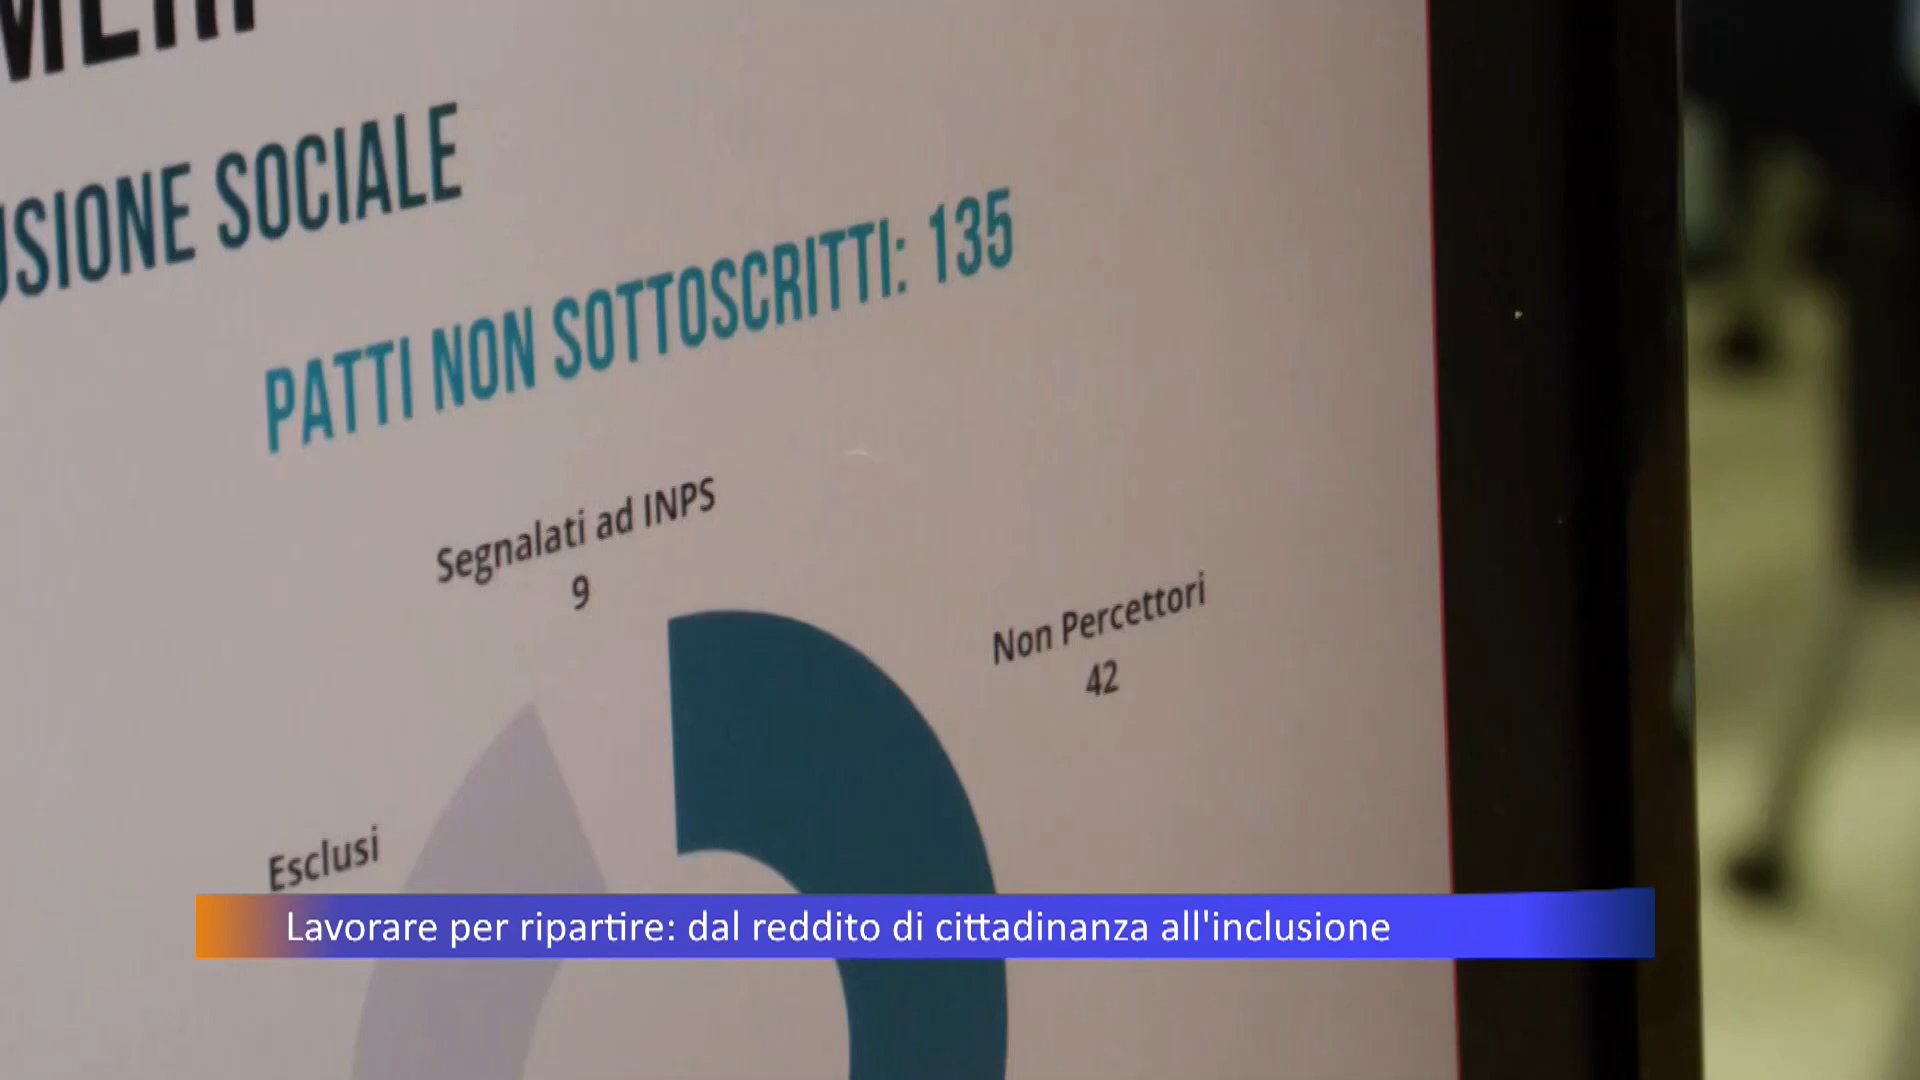 SOCIALE
PATTI NON SOTTOSCRITTI: 135
Segnalati ad INPS
9
Non Percettori
42
Esclusi
Lavorare per ripartire: dal reddito di cittadinanza all'inclusione